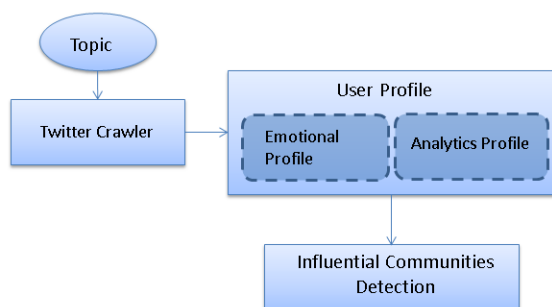 Topic
Twitter Crawler
User Profile
Emotional
Profile
Analytics Profile
Influential Communities
Detection